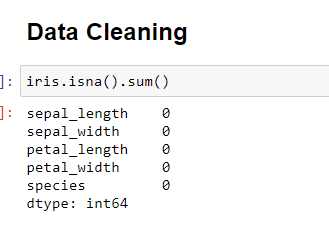 Data Cleaning
]: iris.isna().sum()
]: sepal_length    0
sepal_width     0
petal_length    0
petal_width     0
species         0
dtype: int64